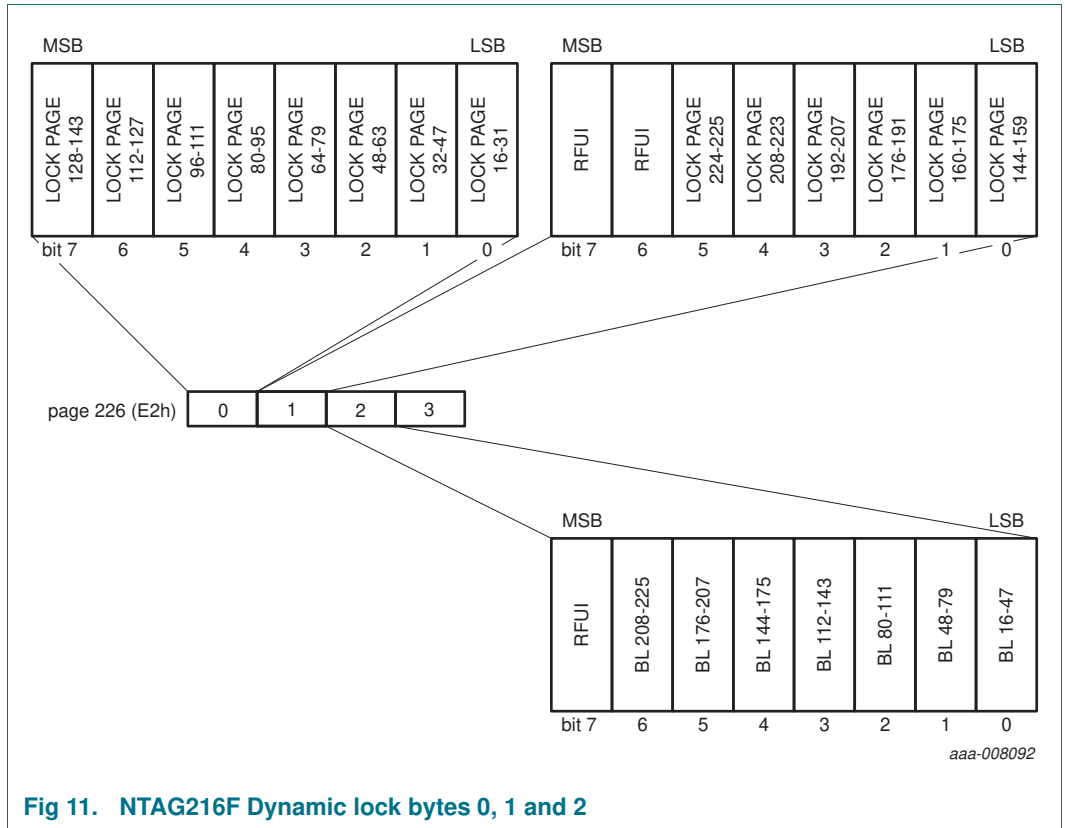 MSB LSB
LOCK PAGE 128-143
LOCK PAGE 112-127
LOCK PAGE 96-111
LOCK PAGE 80-95
LOCK PAGE 64-79
LOCK PAGE 48-63
LOCK PAGE 32-47
LOCK PAGE 16-31
bit 7 6 5 4 3 2 1 0
MSB LSB
RFUI
RFUI
LOCK PAGE 224-225
LOCK PAGE 208-223
LOCK PAGE 192-207
LOCK PAGE 176-191
LOCK PAGE 160-175
LOCK PAGE 144-159
bit 7 6 5 4 3 2 1 0
page 226 (E2h) 0 1 2 3
MSB LSB
RFUI
BL 208-225
BL 176-207
BL 144-175
BL 112-143
BL 80-111
BL 48-79
BL 16-47
bit 7 6 5 4 3 2 1 0
aaa-008092
Fig 11. NTAG216F Dynamic lock bytes 0, 1 and 2